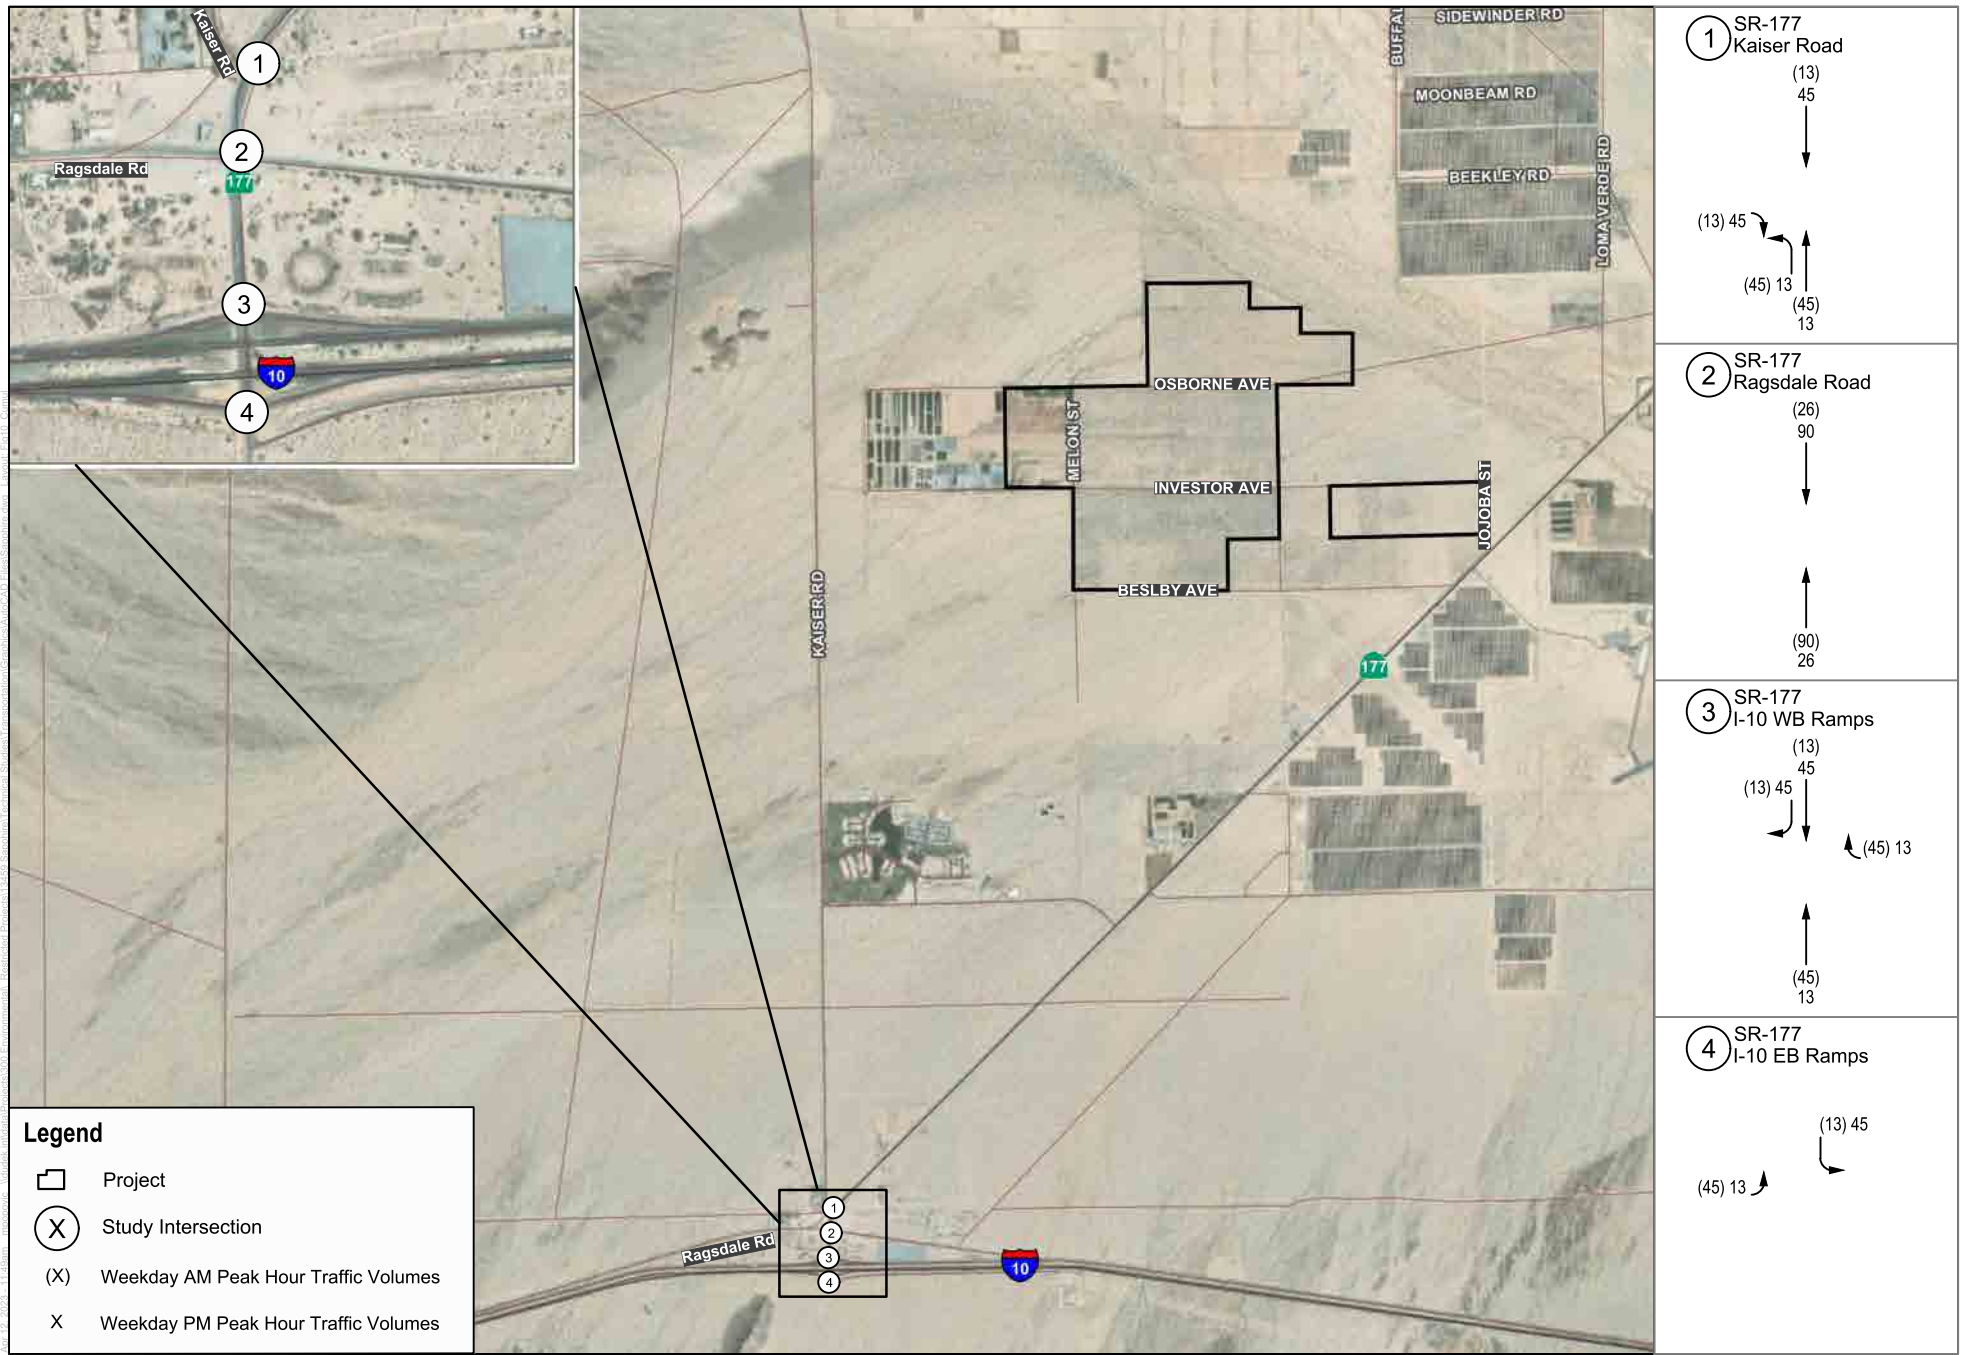 Kaiser Rd
1
2
Ragsdale Rd
177
3
10
4
SIDEWINDER RD
MOONBEAM RD
BEEKLEY RD
LOMA VERDE RD
OSBORNE AVE
MELON ST
INVESTOR AVE
JOJOBA ST
BESLBY AVE
KAISER RD
177
1
2
3
4
Ragsdale Rd
10
Legend
Project
X Study Intersection
(X) Weekday AM Peak Hour Traffic Volumes
X Weekday PM Peak Hour Traffic Volumes
1 SR-177
Kaiser Road
(13)
45
(13) 45
(45) 13
(45)
13
2 SR-177
Ragsdale Road
(26)
90
(90)
26
3 SR-177
I-10 WB Ramps
(13)
45
(13) 45
(45) 13
(45)
13
4 SR-177
I-10 EB Ramps
(13) 45
(45) 13